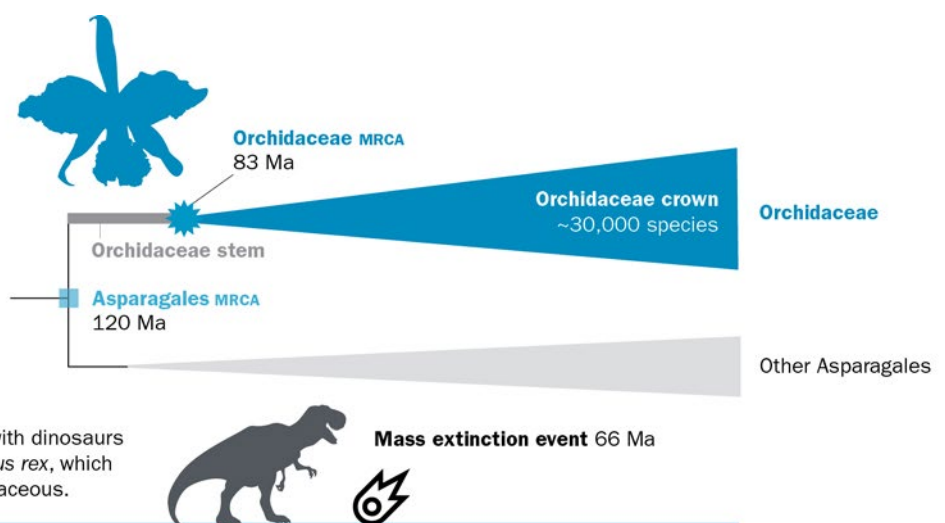 Orchidaceae MRCA
83 Ma
Orchidaceae crown
~30,000 species
Orchidaceae
Orchidaceae stem
Asparagales MRCA
120 Ma
Other Asparagales
with dinosaurs
us rex, which
aceous.
Mass extinction event 66 Ma